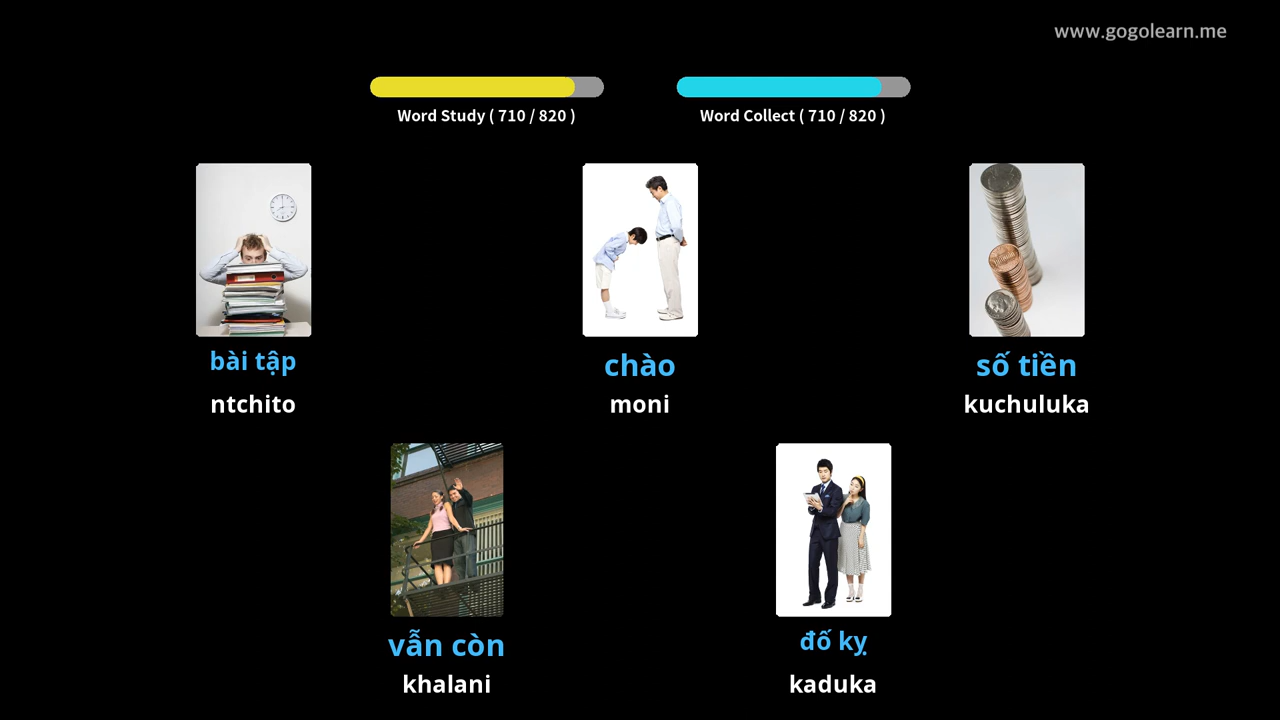 www.gogolearn.me
Word Study ( 710 / 820 )
Word Collect ( 710 / 820 )
bài tập
ntchito
chào
moni
số tiền
kuchuluka
vẫn còn
khalani
đố kỵ
kaduka